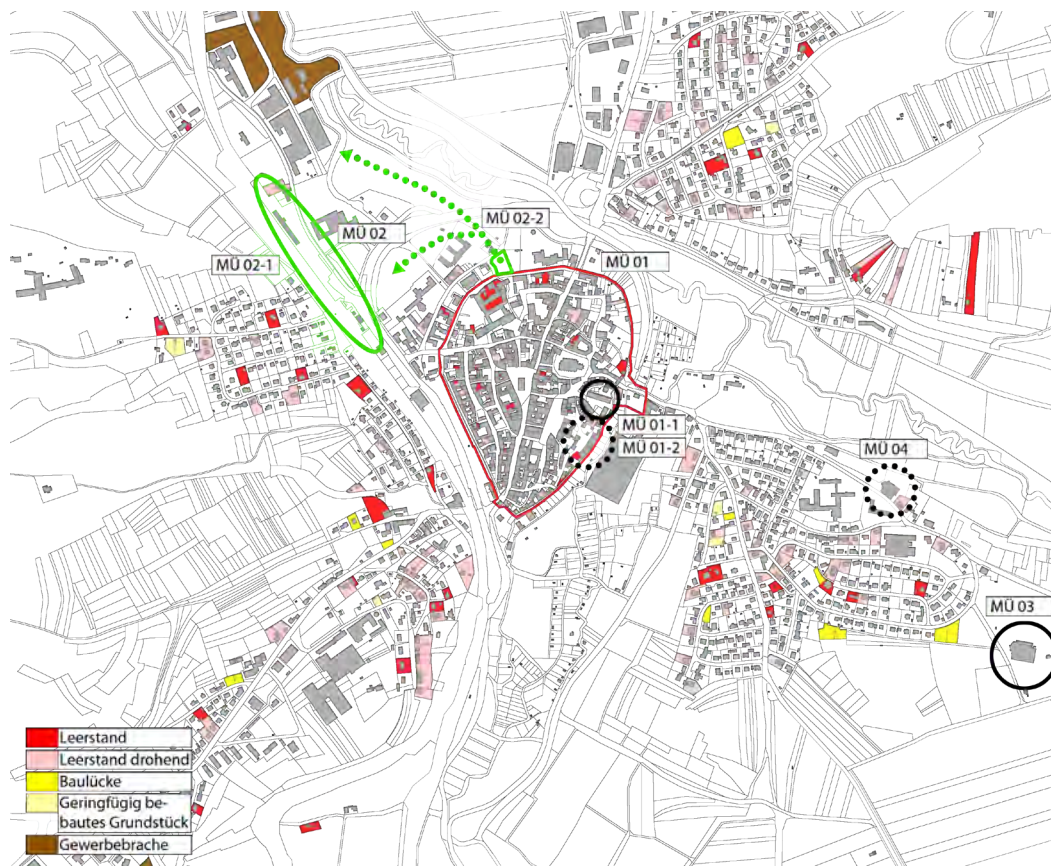 MÜ 02-2
MÜ 02
MÜ 01
MÜ 02-1
MÜ 01-1
MÜ 01-2
MÜ 04
MÜ 03
Leerstand
Leerstand drohend
Baulücke
Geringfügig be-
bautes Grundstück
Gewerbebrache